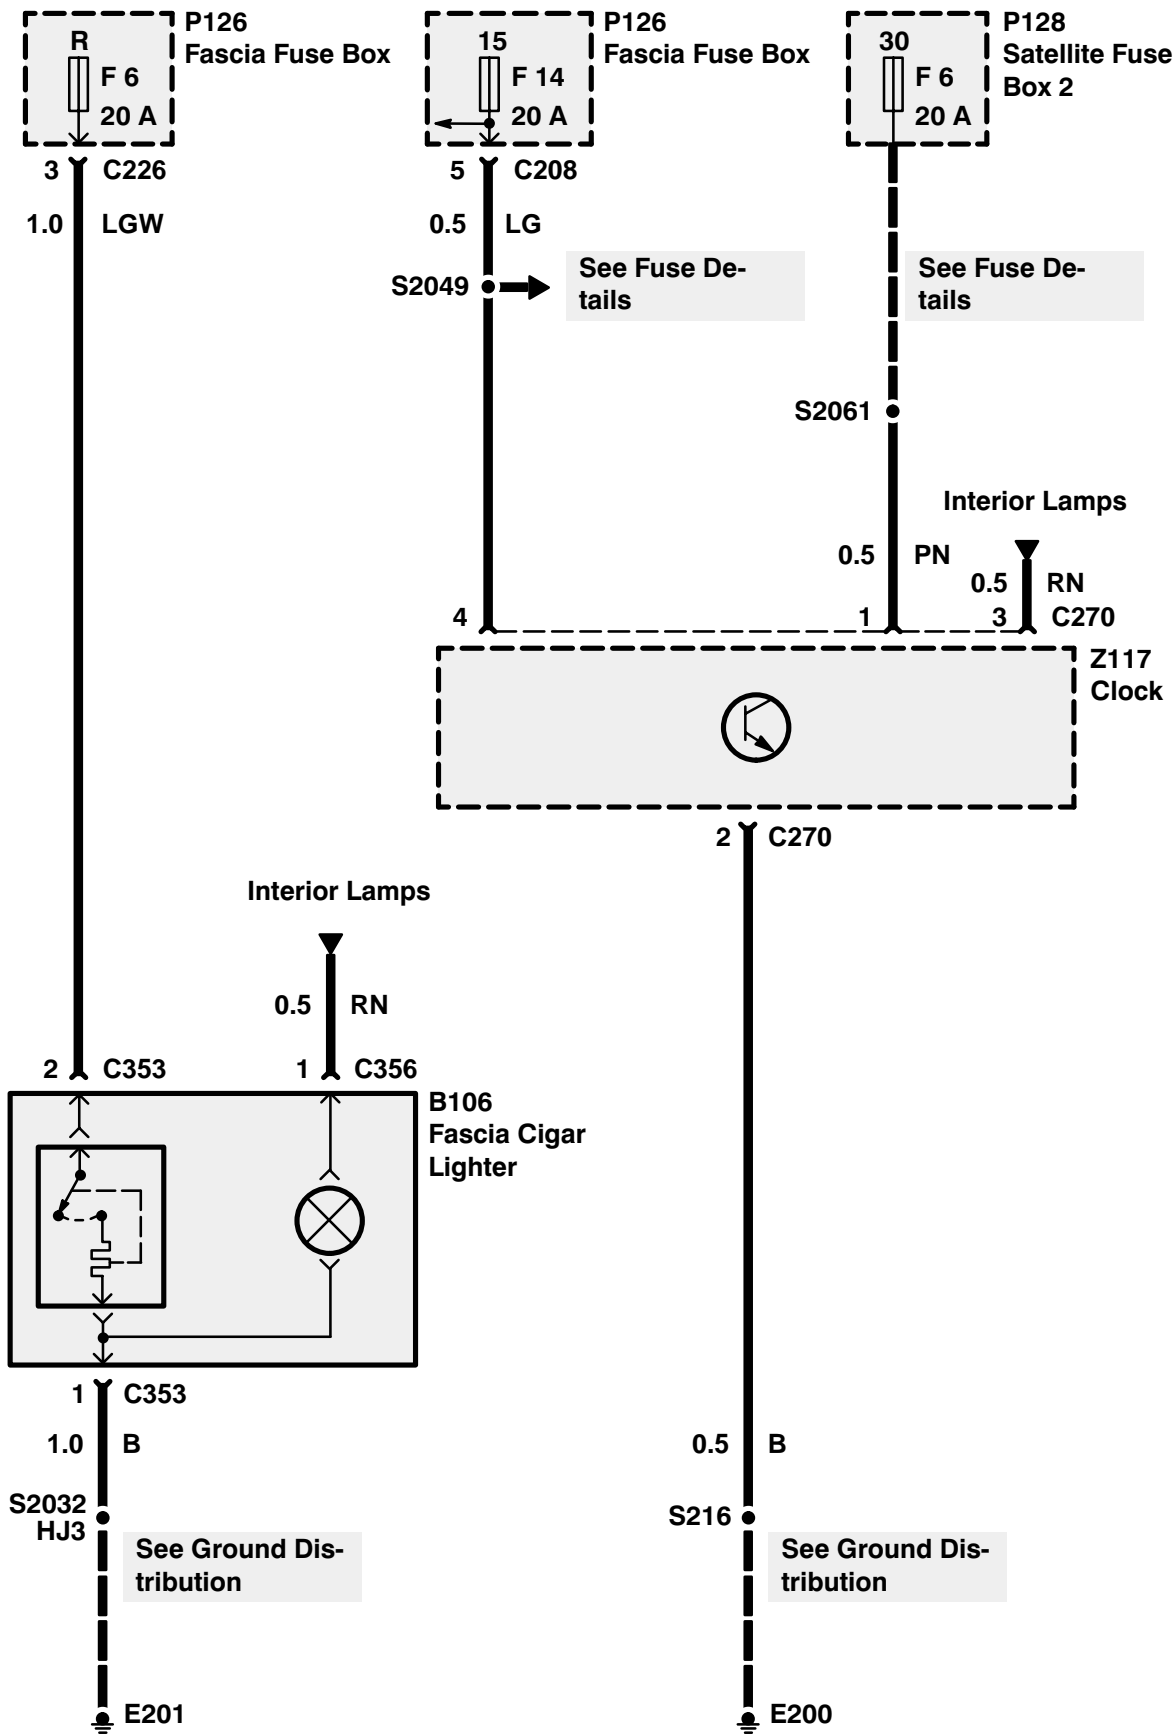 P126
Fascia Fuse Box
R
F 6
20 A
3 C226
1.0 LGW
P126
Fascia Fuse Box
15
F 14
20 A
5 C208
0.5 LG
S2049
See Fuse De-
tails
P128
Satellite Fuse
Box 2
30
F 6
20 A
See Fuse De-
tails
S2061
Interior Lamps
0.5 PN
0.5 RN
4
1
3 C270
Z117
Clock
2 C270
Interior Lamps
0.5 RN
2 C353
1 C356
B106
Fascia Cigar
Lighter
1 C353
1.0 B
S2032
HJ3
See Ground Dis-
tribution
E201
0.5 B
S216
See Ground Dis-
tribution
E200